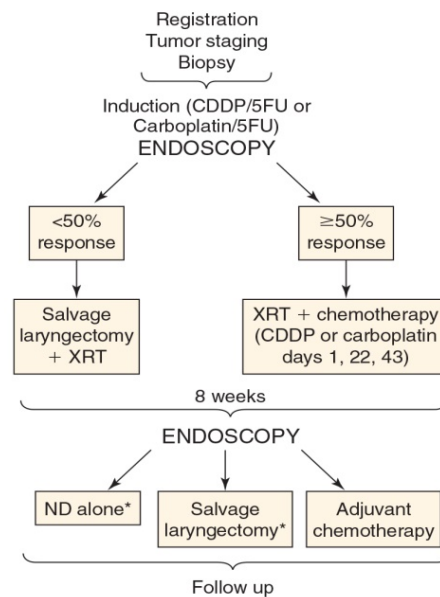 Registration
Tumor staging
Biopsy
Induction (CDDP/5FU or
Carboplatin/5FU)
ENDOSCOPY
<50%
response
≥50%
response
Salvage
laryngectomy
+ XRT
XRT + chemotherapy
(CDDP or carboplatin
days 1, 22, 43)
8 weeks
ENDOSCOPY
ND alone*
Salvage
laryngectomy*
Adjuvant
chemotherapy
Follow up